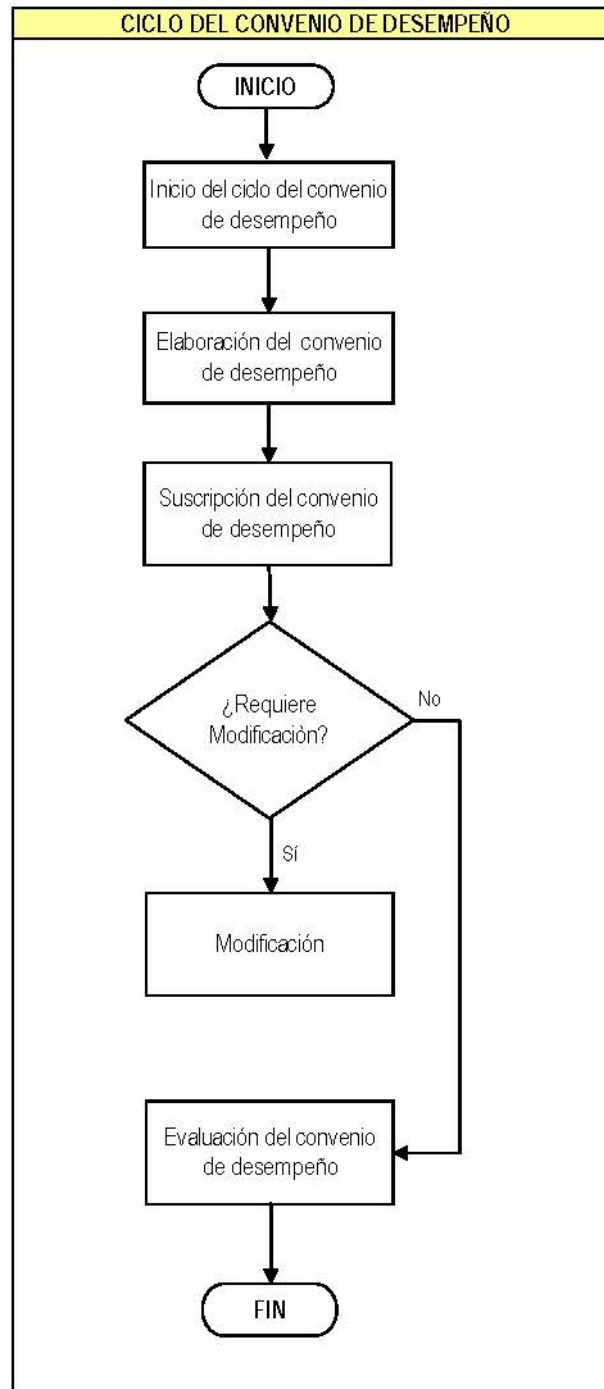 CICLO DEL CONVENIO DE DESEMPEÑO
INICIO
Inicio del ciclo del convenio
de desempeño
Elaboración del convenio
de desempeño
Suscripción del convenio
de desempeño
¿Requiere
Modificaciòn?
No
Sí
Modificación
Evaluación del convenio
de desempeño
FIN